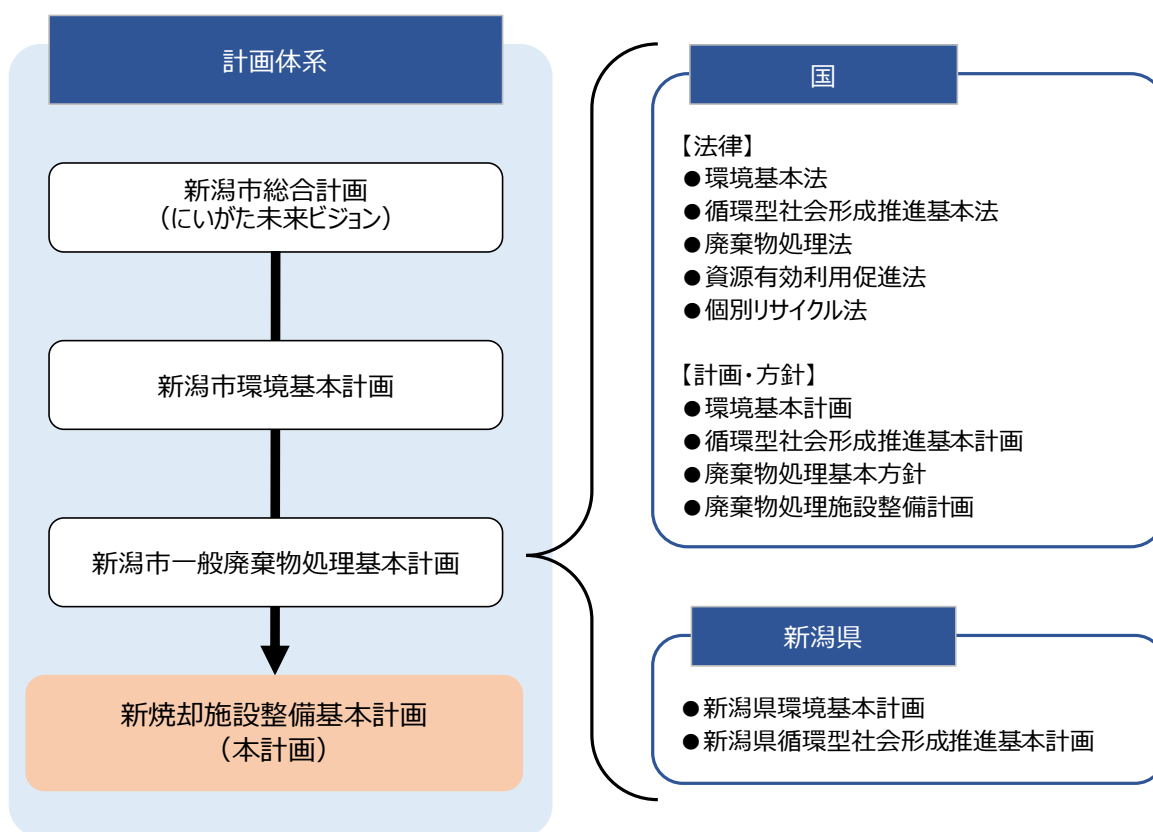 計画体系
新潟市総合計画
（にいがた未来ビジョン）
新潟市環境基本計画
新潟市一般廃棄物処理基本計画
新焼却施設整備基本計画
（本計画）
国
【法律】
●環境基本法
●循環型社会形成推進基本法
●廃棄物処理法
●資源有効利用促進法
●個別リサイクル法
【計画・方針】
●環境基本計画
●循環型社会形成推進基本計画
●廃棄物処理基本方針
●廃棄物処理施設整備計画
新潟県
●新潟県環境基本計画
●新潟県循環型社会形成推進基本計画